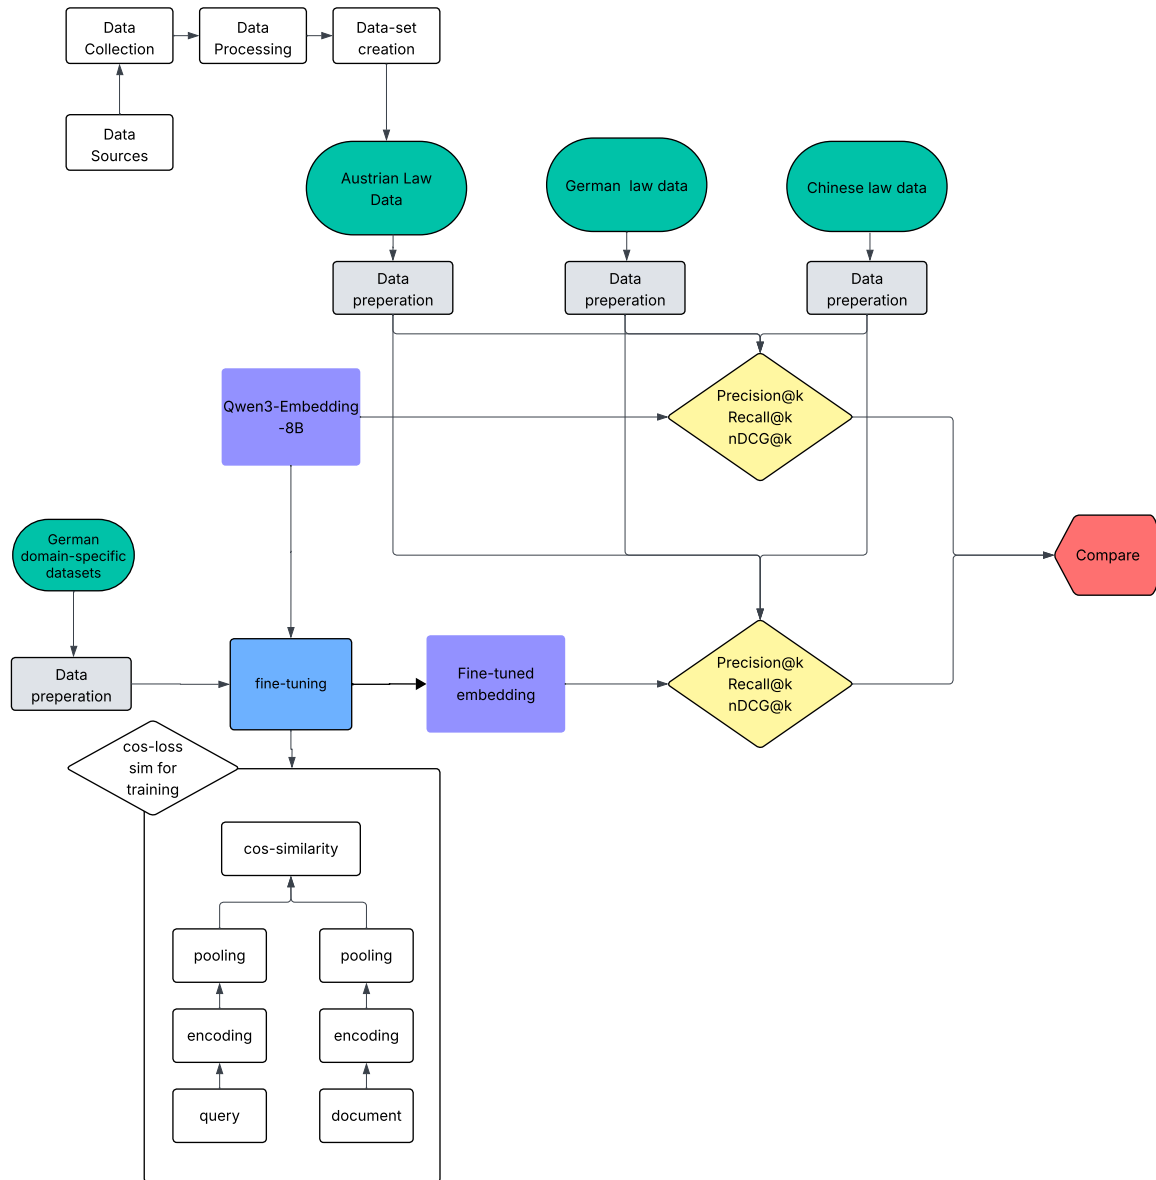 Data
Collection
Data
Processing
Data-set
creation
Data
Sources
Austrian Law
Data
German  law data
Chinese law data
Data
preperation
Data
preperation
Data
preperation
Precision@k
Recall@k
nDCG@k
Qwen3-Embedding
-8B
German
domain-specific
datasets
Compare
Data
preperation
fine-tuning
Fine-tuned
embedding
Precision@k
Recall@k
nDCG@k
cos-loss
sim for
training
cos-similarity
pooling
pooling
encoding
encoding
query
document